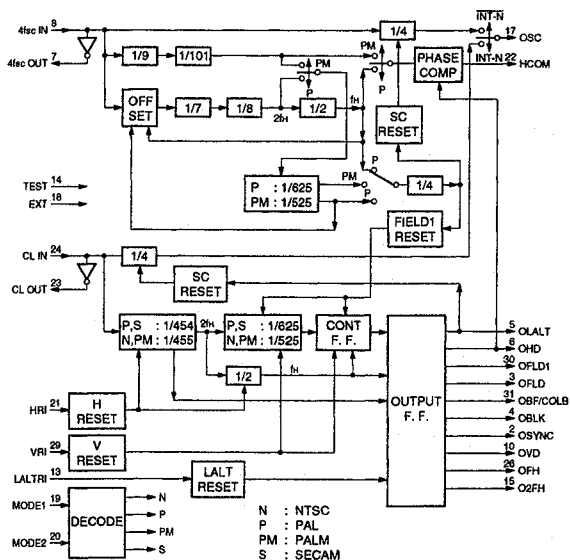 4fsc IN 8
4fsc OUT 7
1/4
INT-N
17 OSC
INT-N
22 HCOM
1/9
1/101
PM
P
PM
P
PHASE COMP
OFF SET
1/7
1/8
2fH
1/2
fH
SC RESET
TEST 14
EXT 18
P : 1/625
PM : 1/525
PM
P
P
1/4
FIELD1 RESET
CL IN 24
CL OUT 23
1/4
SC RESET
P,S : 1/454
N,PM : 1/455
2fH
P,S : 1/625
N,PM : 1/525
CONT F. F.
1/2
fH
OUTPUT F. F.
5 OLALT
6 OHD
30 OFLD1
3 OFLD
31 OBF/COLB
4 OBLK
2 OSYNC
10 OVD
26 OFH
15 O2FH
HRI 21
H RESET
VRI 29
V RESET
LALTRI 13
LALT RESET
MODE1 19
MODE2 20
DECODE
N
P
PM
S
N : NTSC
P : PAL
PM : PALM
S : SECAM